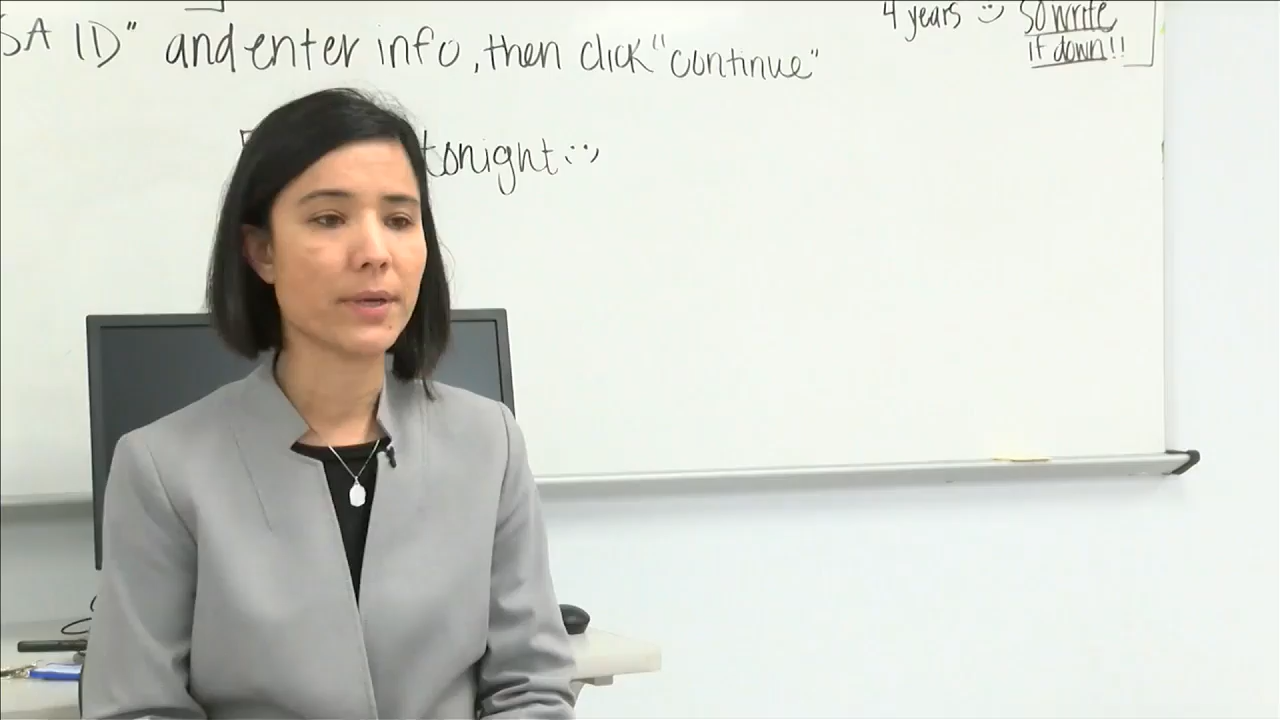 SA ID" and enter info, then click "continue"
tonight :)
4 years :)
so write
it down!!